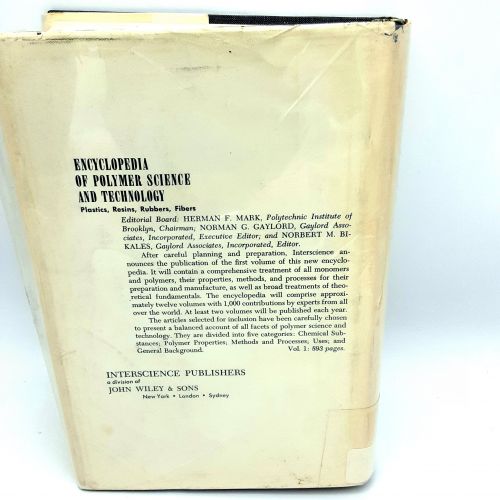 ENCYCLOPEDIA
OF POLYMER SCIENCE
AND TECHNOLOGY
Plastics, Resins, Rubbers, Fibers
Editorial Board: HERMAN F. MARK, Polytechnic Institute of
Brooklyn, Chairman; NORMAN G. GAYLORD, Gaylord Asso-
ciates, Incorporated, Executive Editor; and NORBERT M. BI-
KALES, Gaylord Associates, Incorporated, Editor.
After careful planning and preparation, Interscience an-
nounces the publication of the first volume of this new encyclo-
pedia. It will contain a comprehensive treatment of all monomers
and polymers, their properties, methods, and processes for their
preparation and manufacture, as well as broad treatments of theo-
retical fundamentals. The encyclopedia will comprise approxi-
mately twelve volumes with 1,000 contributions by experts from all
over the world. At least two volumes will be published each year.
The articles selected for inclusion have been carefully chosen
to present a balanced account of all facets of polymer science and
technology. They are divided into five categories: Chemical Sub-
stances; Polymer Properties; Methods and Processes; Uses; and
General Background. Vol. 1: 893 pages.
INTERSCIENCE PUBLISHERS
a division of
JOHN WILEY & SONS
New York • London • Sydney